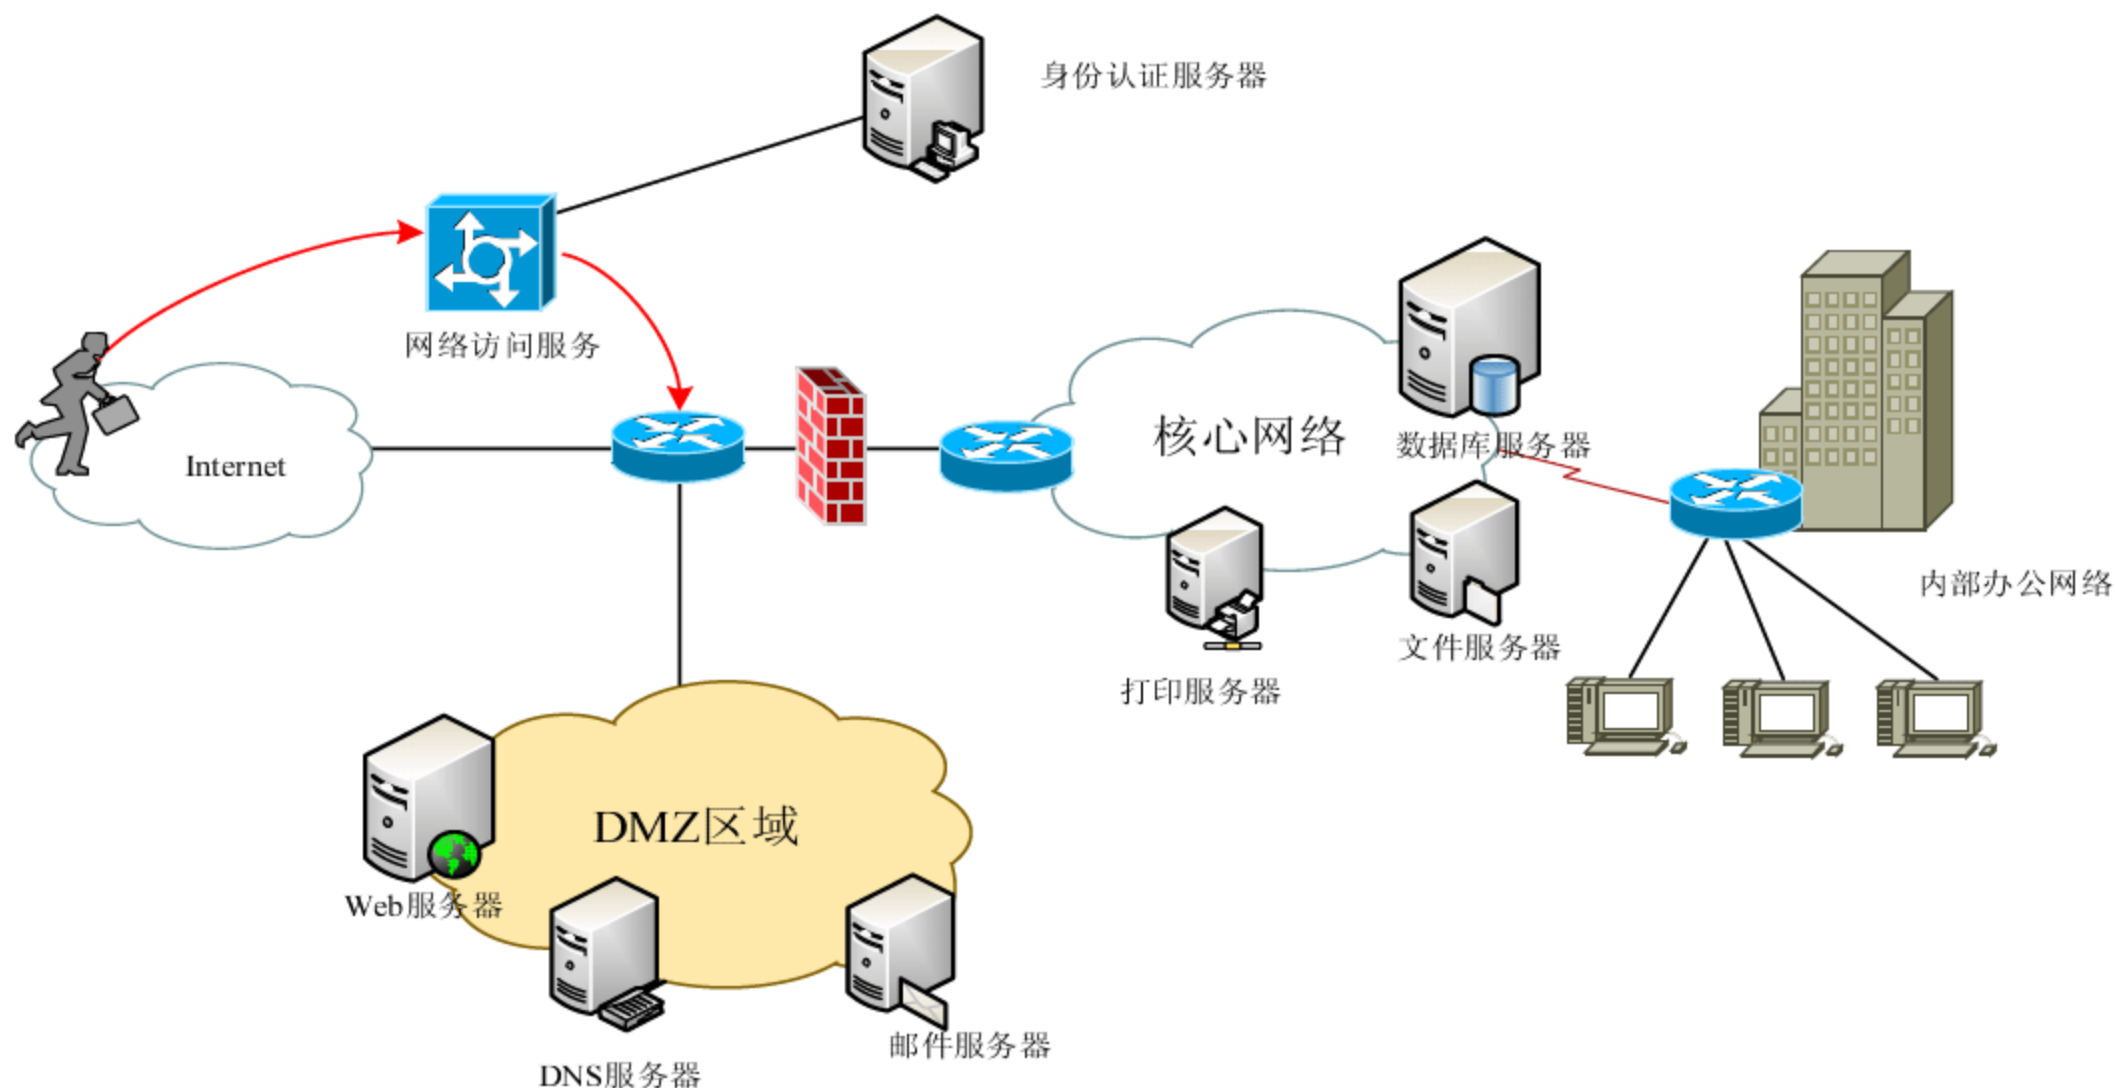 身份认证服务器
网络访问服务
Internet
核心网络
数据库服务器
内部办公网络
文件服务器
打印服务器
DMZ区域
Web服务器
邮件服务器
DNS服务器